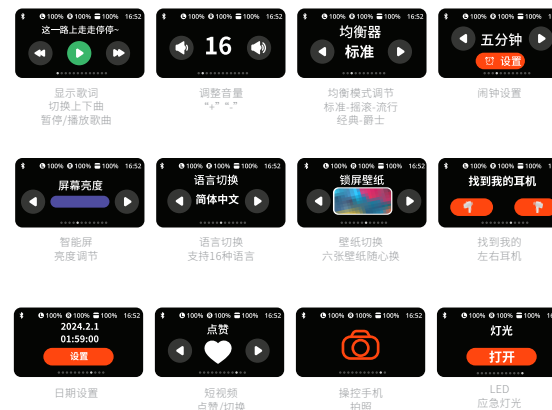 100% 100% 100% 16:52
这一路上走走停停~
显示歌词
切换上下曲
暂停/播放歌曲
100% 100% 100% 16:52
16
调整音量
“+” “-”
100% 100% 100% 16:52
均衡器
标准
均衡模式调节
标准-摇滚-流行
经典-爵士
100% 100% 100%
五分钟
设置
闹钟设置
100% 100% 100% 16:52
屏幕亮度
智能屏
亮度调节
100% 100% 100% 16:52
语言切换
简体中文
语言切换
支持16种语言
100% 100% 100% 16:52
锁屏壁纸
壁纸切换
六张壁纸随心换
100% 100% 100%
找到我的耳机
找到我的
左右耳机
100% 100% 100% 16:52
2024.2.1
01:59:00
设置
日期设置
100% 100% 100% 16:52
点赞
短视频
点赞/切换
100% 100% 100% 16:52
操控手机
拍照
100% 100% 100%
灯光
打开
LED
应急灯光